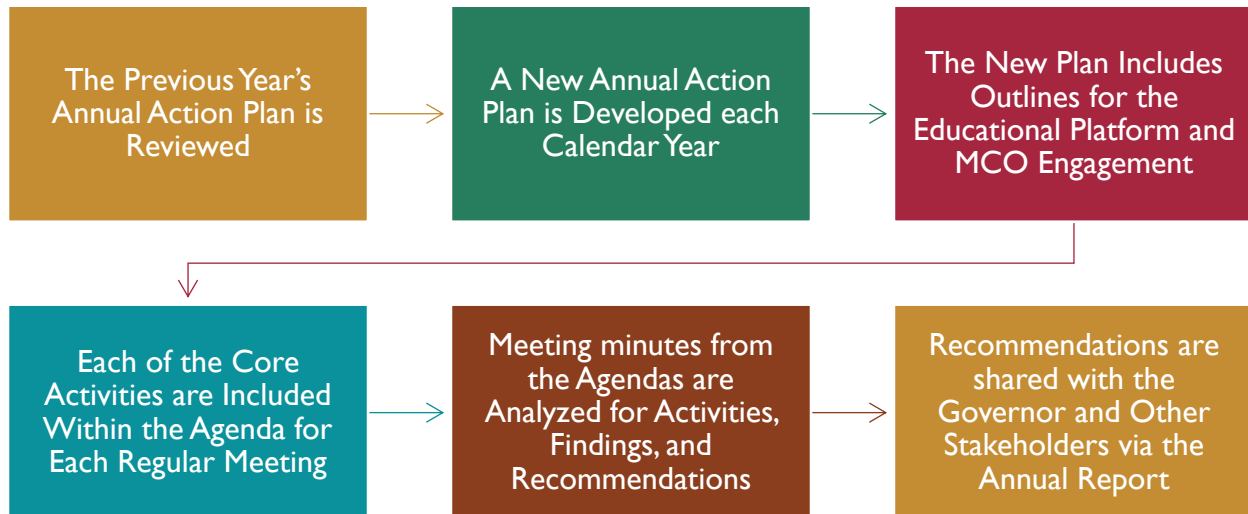 The Previous Year’s
Annual Action Plan is
Reviewed
A New Annual Action
Plan is Developed each
Calendar Year
The New Plan Includes
Outlines for the
Educational Platform and
MCO Engagement
Each of the Core
Activities are Included
Within the Agenda for
Each Regular Meeting
Meeting minutes from
the Agendas are
Analyzed for Activities,
Findings, and
Recommendations
Recommendations are
shared with the
Governor and Other
Stakeholders via the
Annual Report